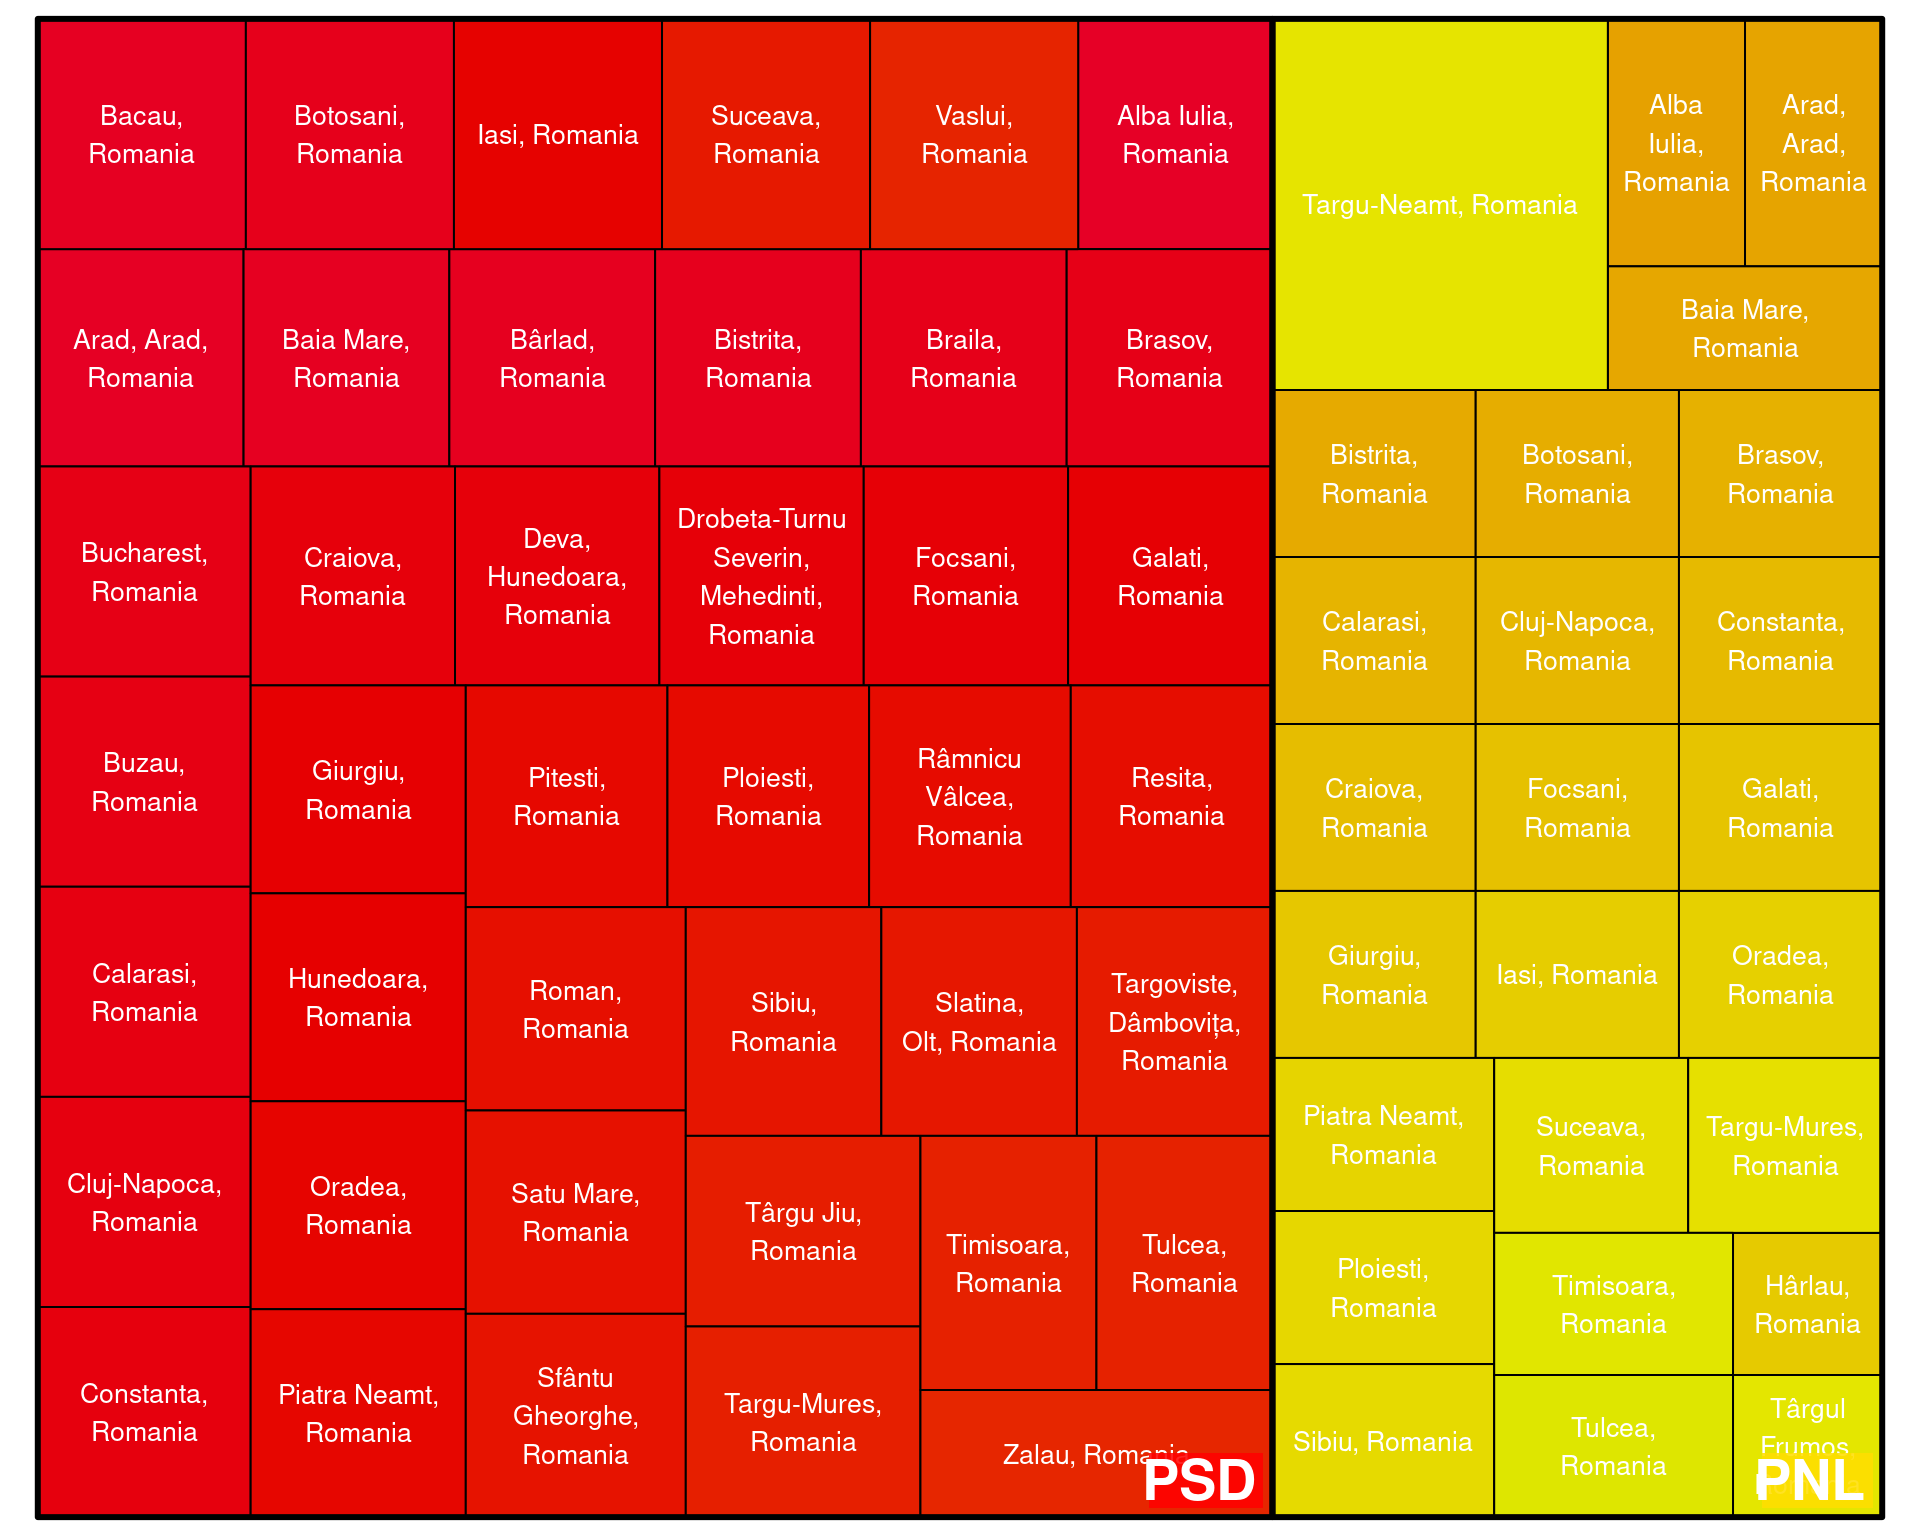 Bacau,
Romania
Botosani,
Romania
Iasi, Romania
Suceava,
Romania
Vaslui,
Romania
Alba Iulia,
Romania
Arad, Arad,
Romania
Baia Mare,
Romania
Bârlad,
Romania
Bistrita,
Romania
Braila,
Romania
Brasov,
Romania
Bucharest,
Romania
Craiova,
Romania
Deva,
Hunedoara,
Romania
Drobeta-Turnu
Severin,
Mehedinti,
Romania
Focsani,
Romania
Galati,
Romania
Buzau,
Romania
Giurgiu,
Romania
Pitesti,
Romania
Ploiesti,
Romania
Râmnicu
Vâlcea,
Romania
Resita,
Romania
Calarasi,
Romania
Hunedoara,
Romania
Roman,
Romania
Sibiu,
Romania
Slatina,
Olt, Romania
Targoviste,
Dâmbovița,
Romania
Cluj-Napoca,
Romania
Oradea,
Romania
Satu Mare,
Romania
Târgu Jiu,
Romania
Timisoara,
Romania
Tulcea,
Romania
Constanta,
Romania
Piatra Neamt,
Romania
Sfântu
Gheorghe,
Romania
Targu-Mures,
Romania
Zalau, Romania
PSD
Targu-Neamt, Romania
Alba
Iulia,
Romania
Arad,
Arad,
Romania
Baia Mare,
Romania
Bistrita,
Romania
Botosani,
Romania
Brasov,
Romania
Calarasi,
Romania
Cluj-Napoca,
Romania
Constanta,
Romania
Craiova,
Romania
Focsani,
Romania
Galati,
Romania
Giurgiu,
Romania
Iasi, Romania
Oradea,
Romania
Piatra Neamt,
Romania
Suceava,
Romania
Targu-Mures,
Romania
Ploiesti,
Romania
Timisoara,
Romania
Hârlau,
Romania
Sibiu, Romania
Tulcea,
Romania
Târgul
Frumos,
PNL